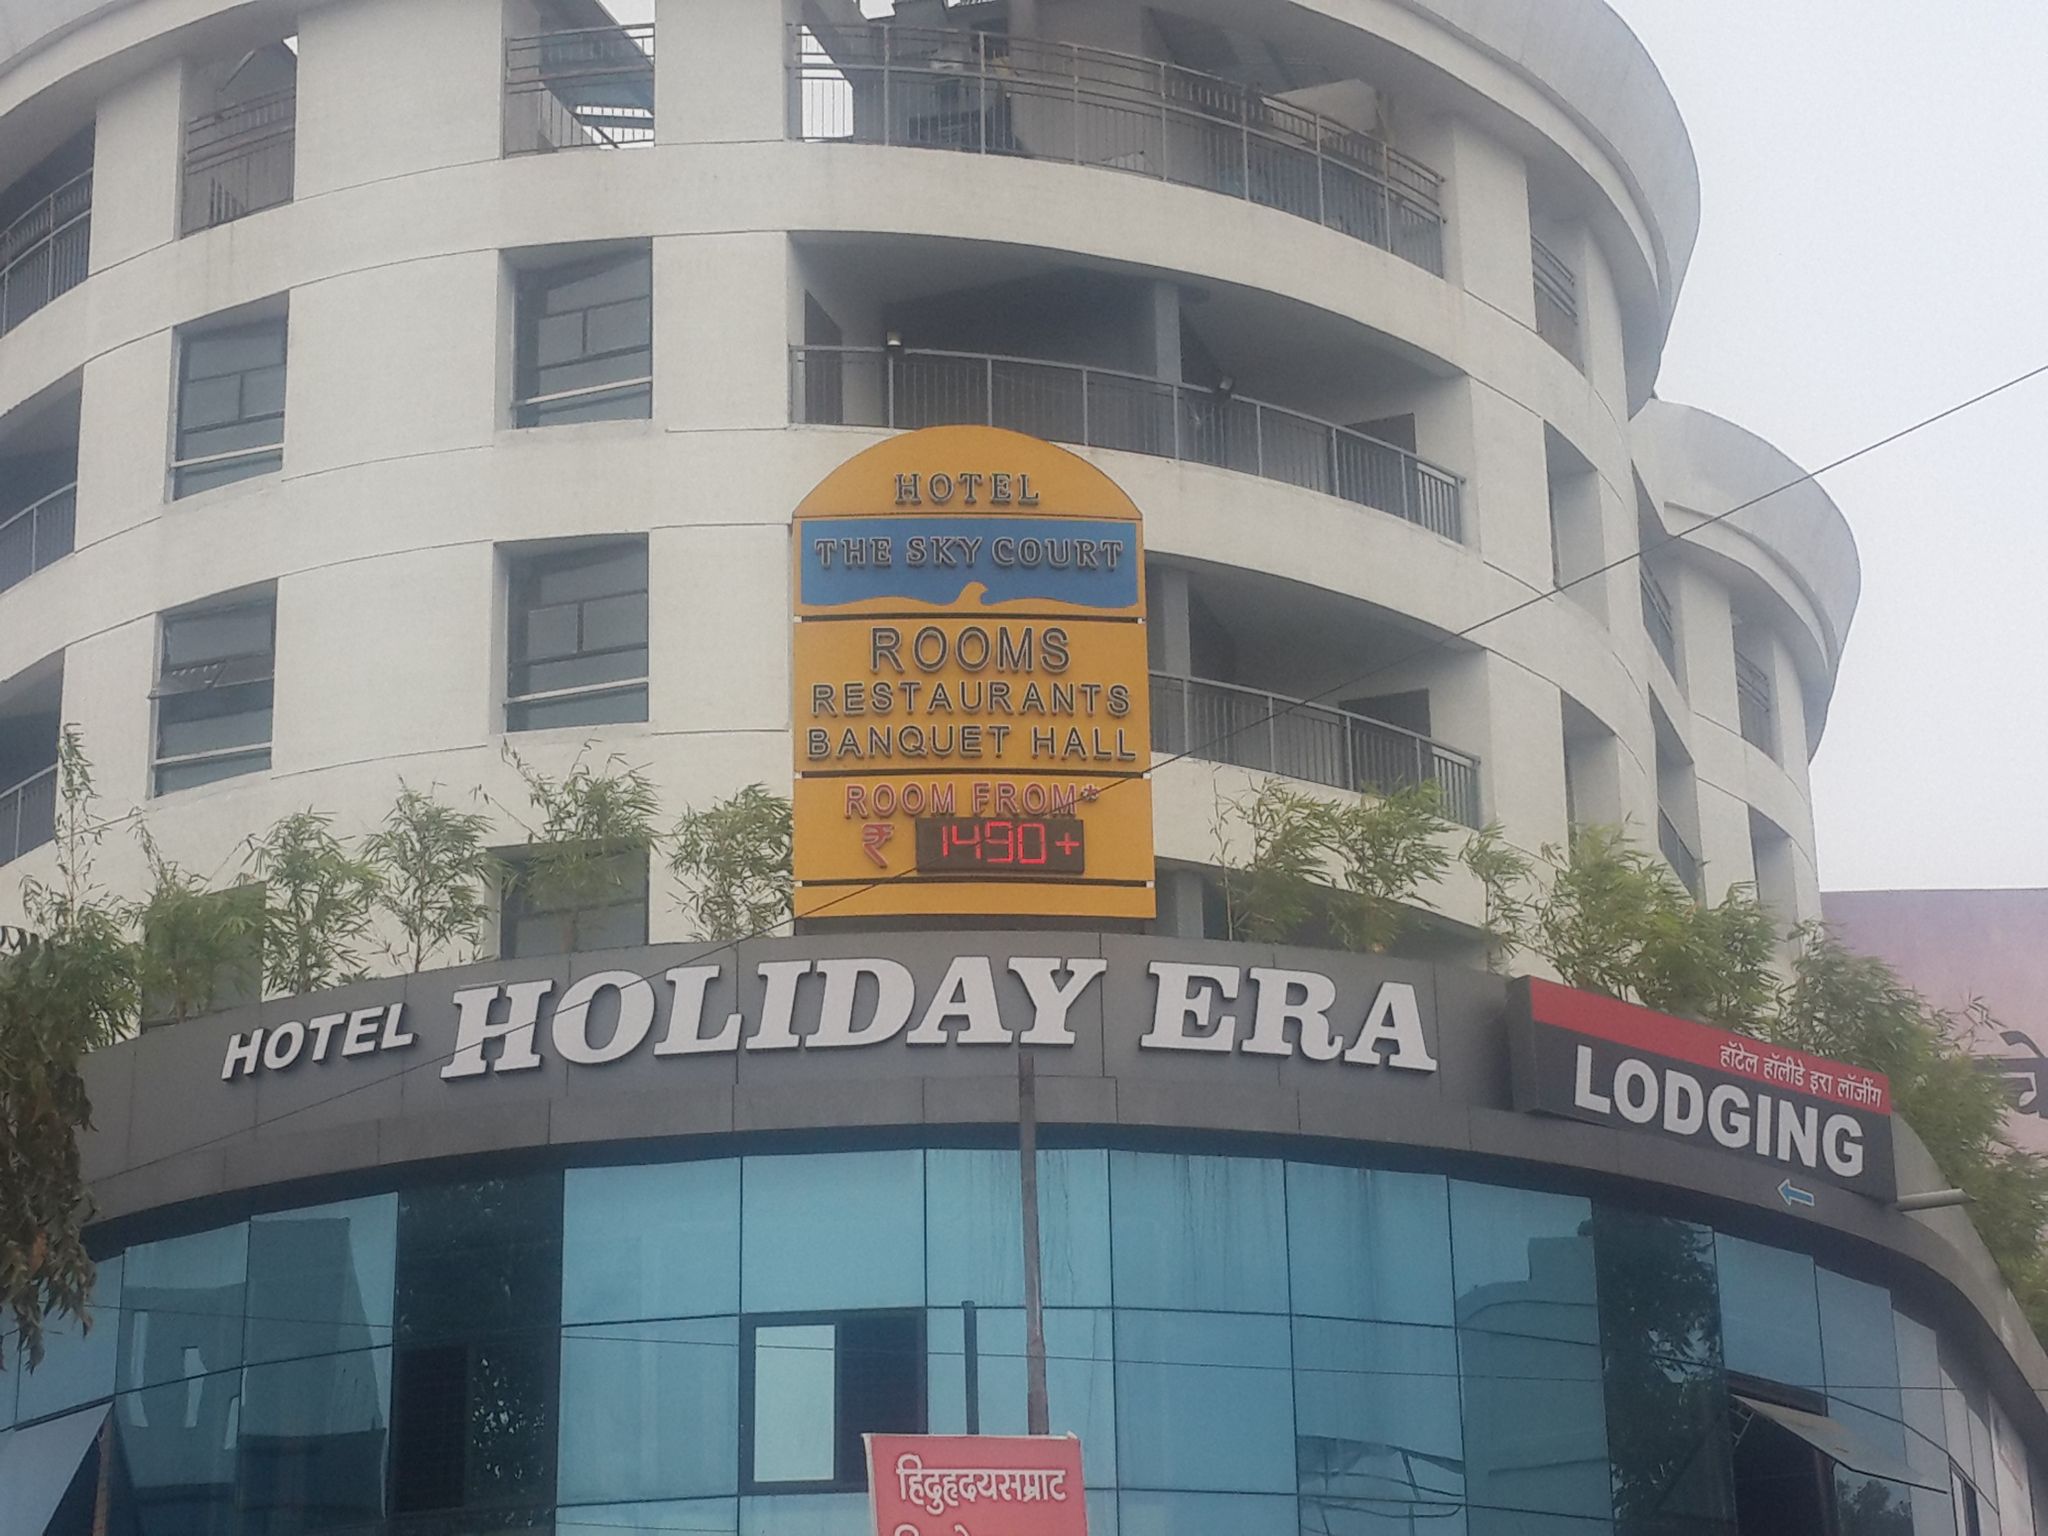 HOTEL
THE SKY COURT
ROOMS
RESTAURANTS
BANQUET HALL
ROOM FROM*
₹ 1490+
HOTEL HOLIDAY ERA
हॉटेल हॉलीडे इरा लॉजींग
LODGING
हिदुहृदयसम्राट